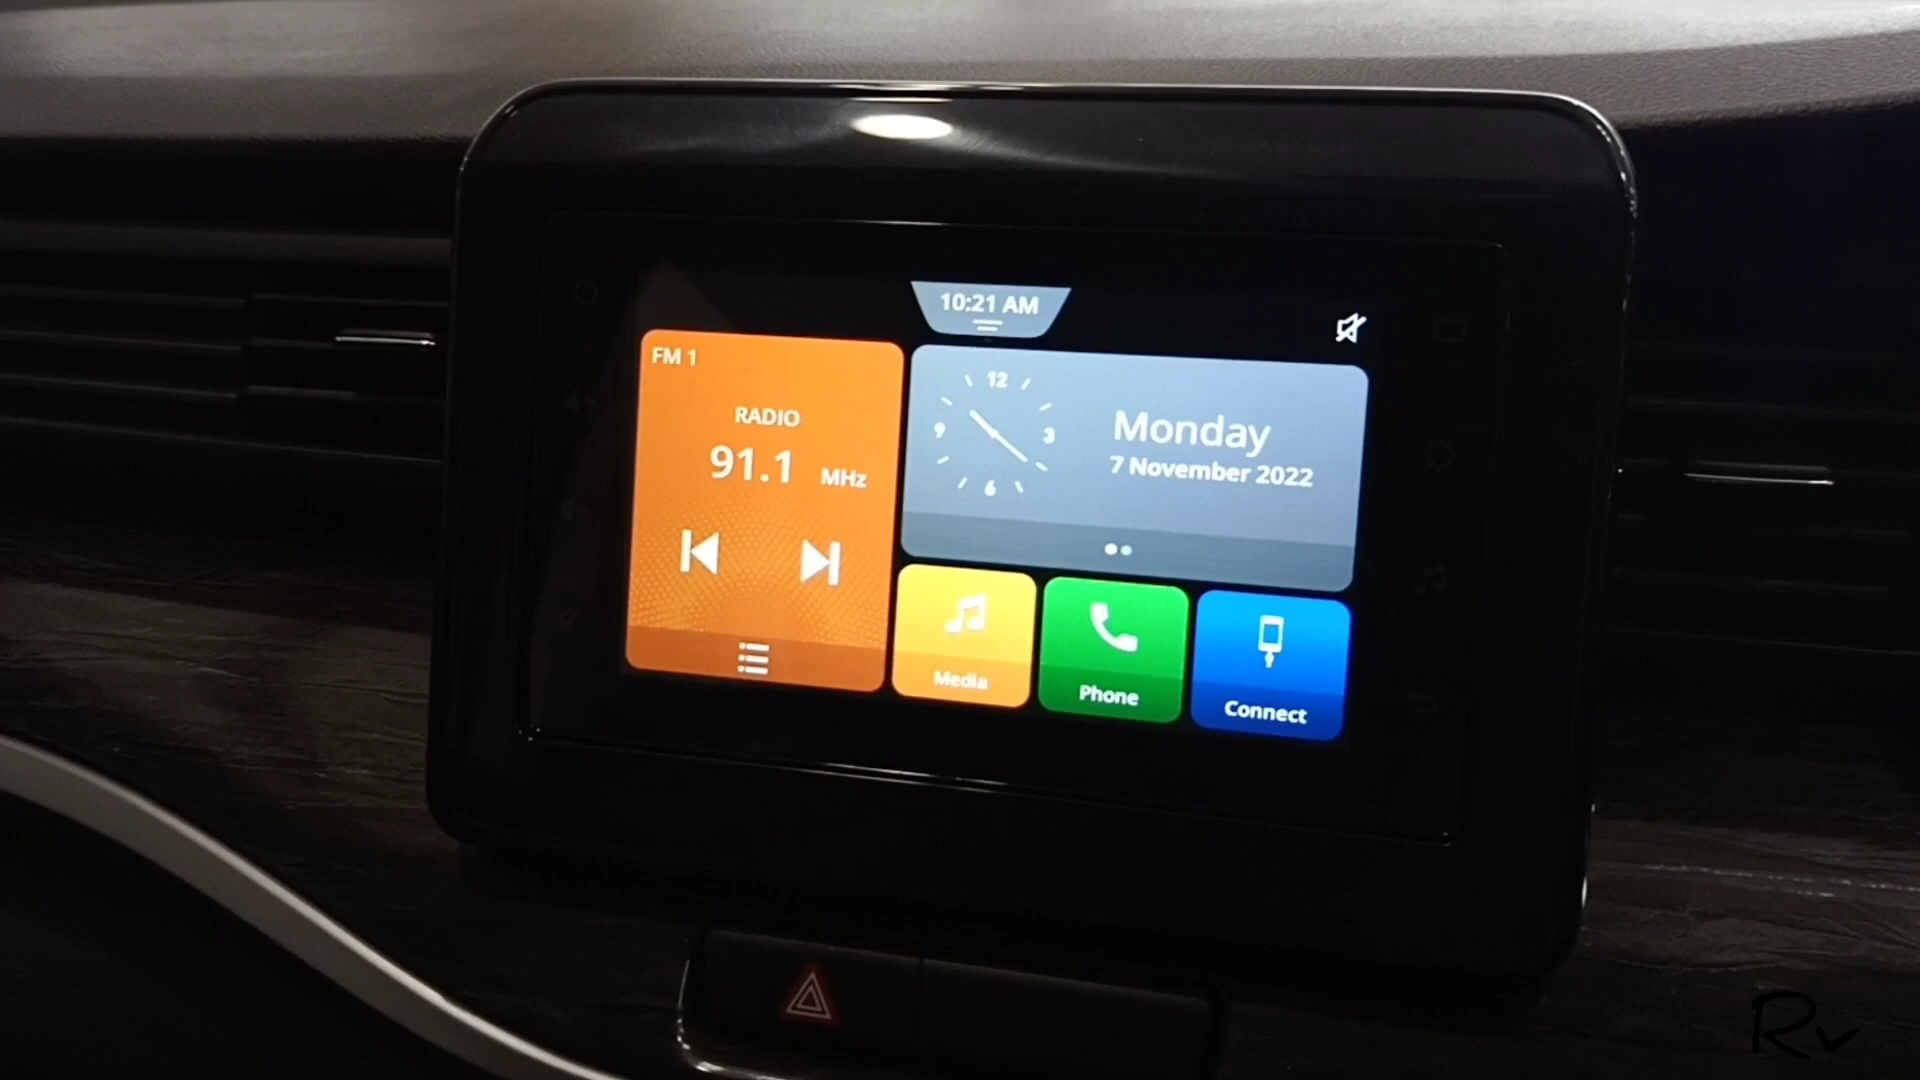 10:21 AM
FM 1
RADIO
91.1 MHz
12
9
3
6
Monday
7 November 2022
Media
Phone
Connect
Rv